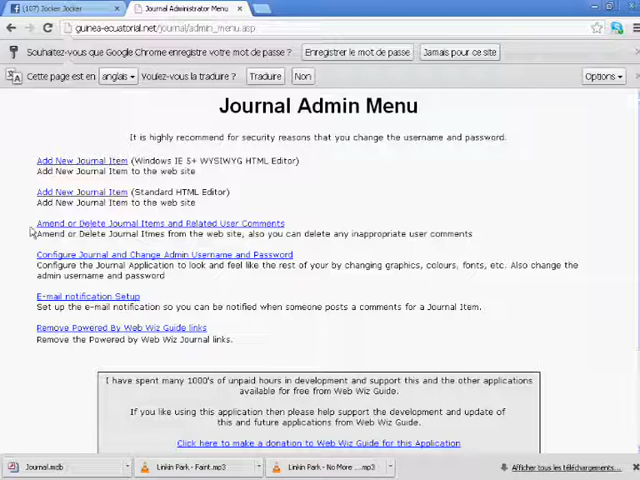 (107) Jocker Jocker
Journal Administrator Menu
guinea-ecuatorial.net/journal/admin_menu.asp
Souhaitez-vous que Google Chrome enregistre votre mot de passe ? Enregistrer le mot de passe Jamais pour ce site
Cette page est en anglais Voulez-vous la traduire ? Traduire Non Options
Journal Admin Menu
It is highly recommend for security reasons that you change the username and password.
Add New Journal Item (Windows IE 5+ WYSIWYG HTML Editor)
Add New Journal Item to the web site
Add New Journal Item (Standard HTML Editor)
Add New Journal Item to the web site
Amend or Delete Journal Items and Related User Comments
Amend or Delete Journal Itmes from the web site, also you can delete any inappropriate user comments
Configure Journal and Change Admin Username and Password
Configure the Journal Application to look and feel like the rest of your by changing graphics, colours, fonts, etc. Also change the
admin username and password
E-mail notification Setup
Set up the e-mail notification so you can be notified when someone posts a comments for a Journal Item.
Remove Powered By Web Wiz Guide links
Remove the Powered by Web Wiz Journal links.
I have spent many 1000's of unpaid hours in development and support this and the other applications
available for free from Web Wiz Guide.
If you like using this application then please help support the development and update of
this and future applications from Web Wiz Guide.
Click here to make a donation to Web Wiz Guide for this Application
Journal.mdb
Linkin Park - Faint.mp3
Linkin Park - No More ....mp3
Afficher tous les téléchargements...